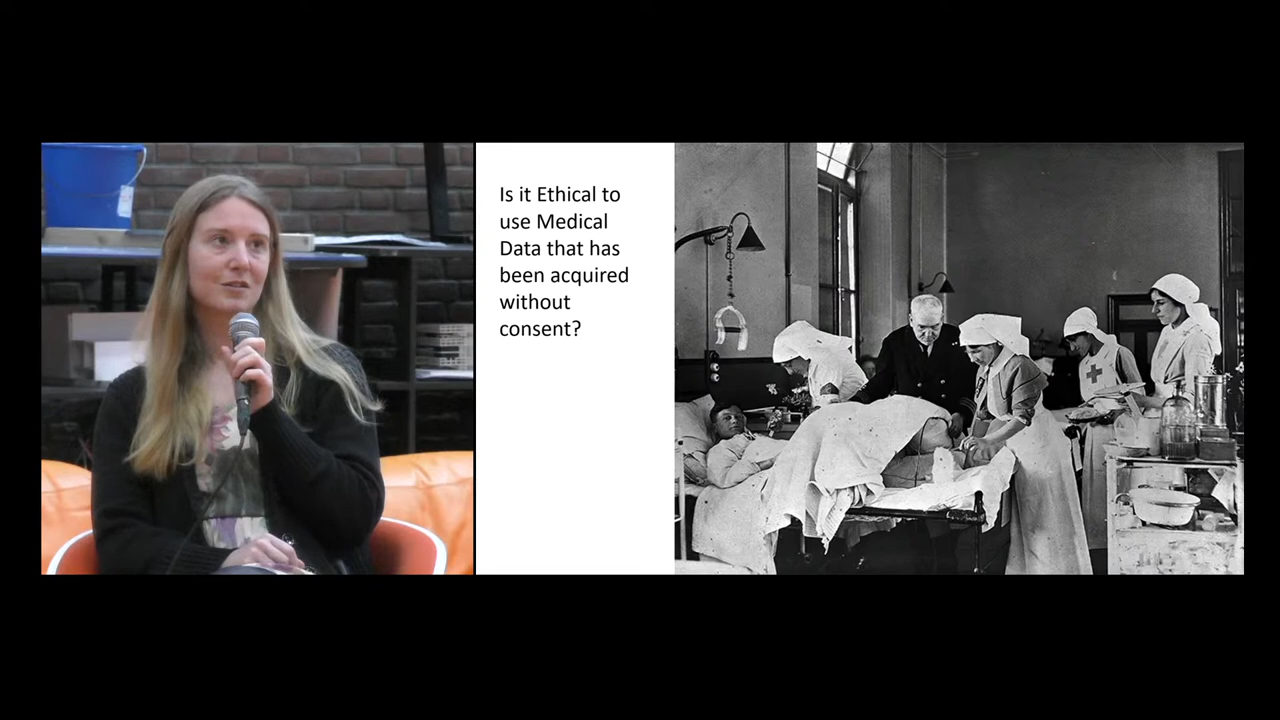 Is it Ethical to
use Medical
Data that has
been acquired
without
consent?